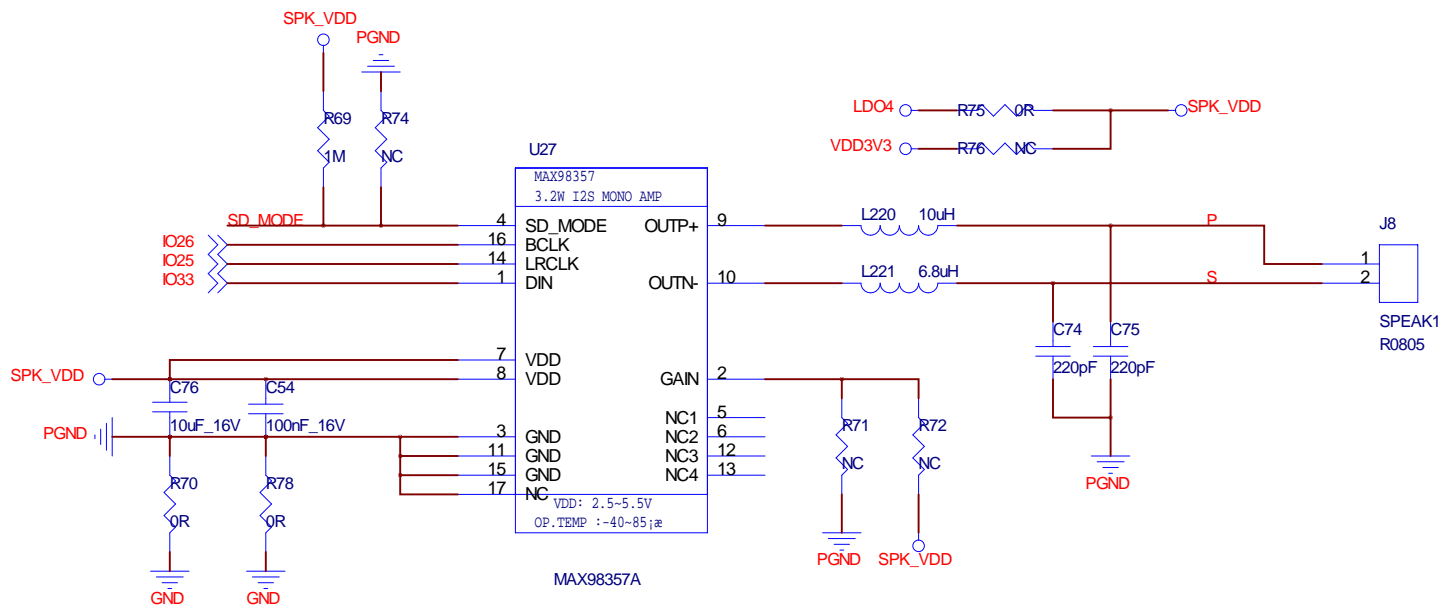 SPK_VDD
PGND
R69
1M
R74
NC
SD_MODE
IO26
IO25
IO33
U27
MAX98357
3.2W I2S MONO AMP
4 SD_MODE
16 BCLK
14 LRCLK
1 DIN
7 VDD
8 VDD
3 GND
11 GND
15 GND
17 NC
OUTP+ 9
OUTN- 10
GAIN 2
NC1 5
NC2 6
NC3 12
NC4 13
VDD: 2.5~5.5V
OP.TEMP :-40~85¡æ
MAX98357A
LDO4
R75 0R
SPK_VDD
VDD3V3
R76 NC
L220 10uH
P
L221 6.8uH
S
J8
1
2
SPEAK1
R0805
C74
220pF
C75
220pF
PGND
R71
NC
R72
NC
PGND
SPK_VDD
SPK_VDD
C76
10uF_16V
C54
100nF_16V
PGND
R70
0R
R78
0R
GND
GND